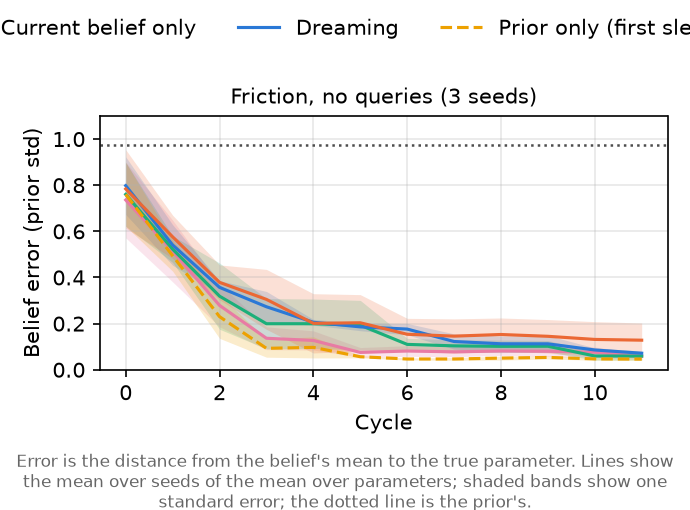 Current belief only Dreaming Prior only (first sle
Friction, no queries (3 seeds)
Belief error (prior std)
1.0
0.8
0.6
0.4
0.2
0.0
0 2 4 6 8 10
Cycle
Error is the distance from the belief's mean to the true parameter. Lines show
the mean over seeds of the mean over parameters; shaded bands show one
standard error; the dotted line is the prior's.